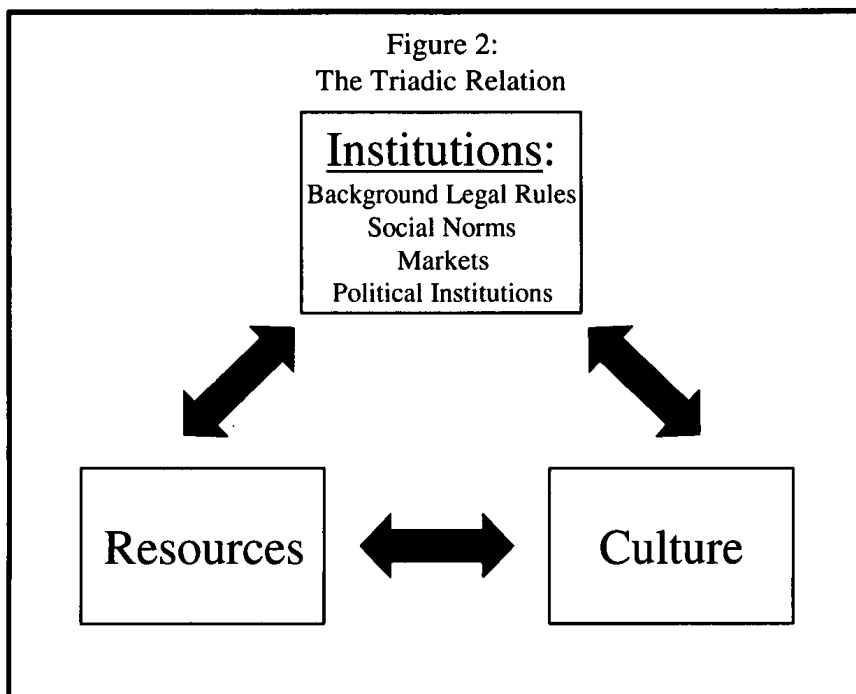 Figure 2:
The Triadic Relation
Institutions:
Background Legal Rules
Social Norms
Markets
Political Institutions
Resources
Culture